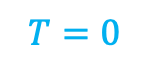 T = 0